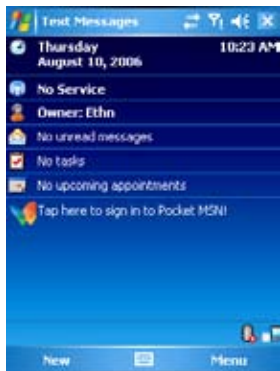 Text Messages
Thursday 10:23 AM
August 10, 2006
No Service
Owner: Ethn
No unread messages
No tasks
No upcoming appointments
Tap here to sign in to Pocket MSN!
New Menu